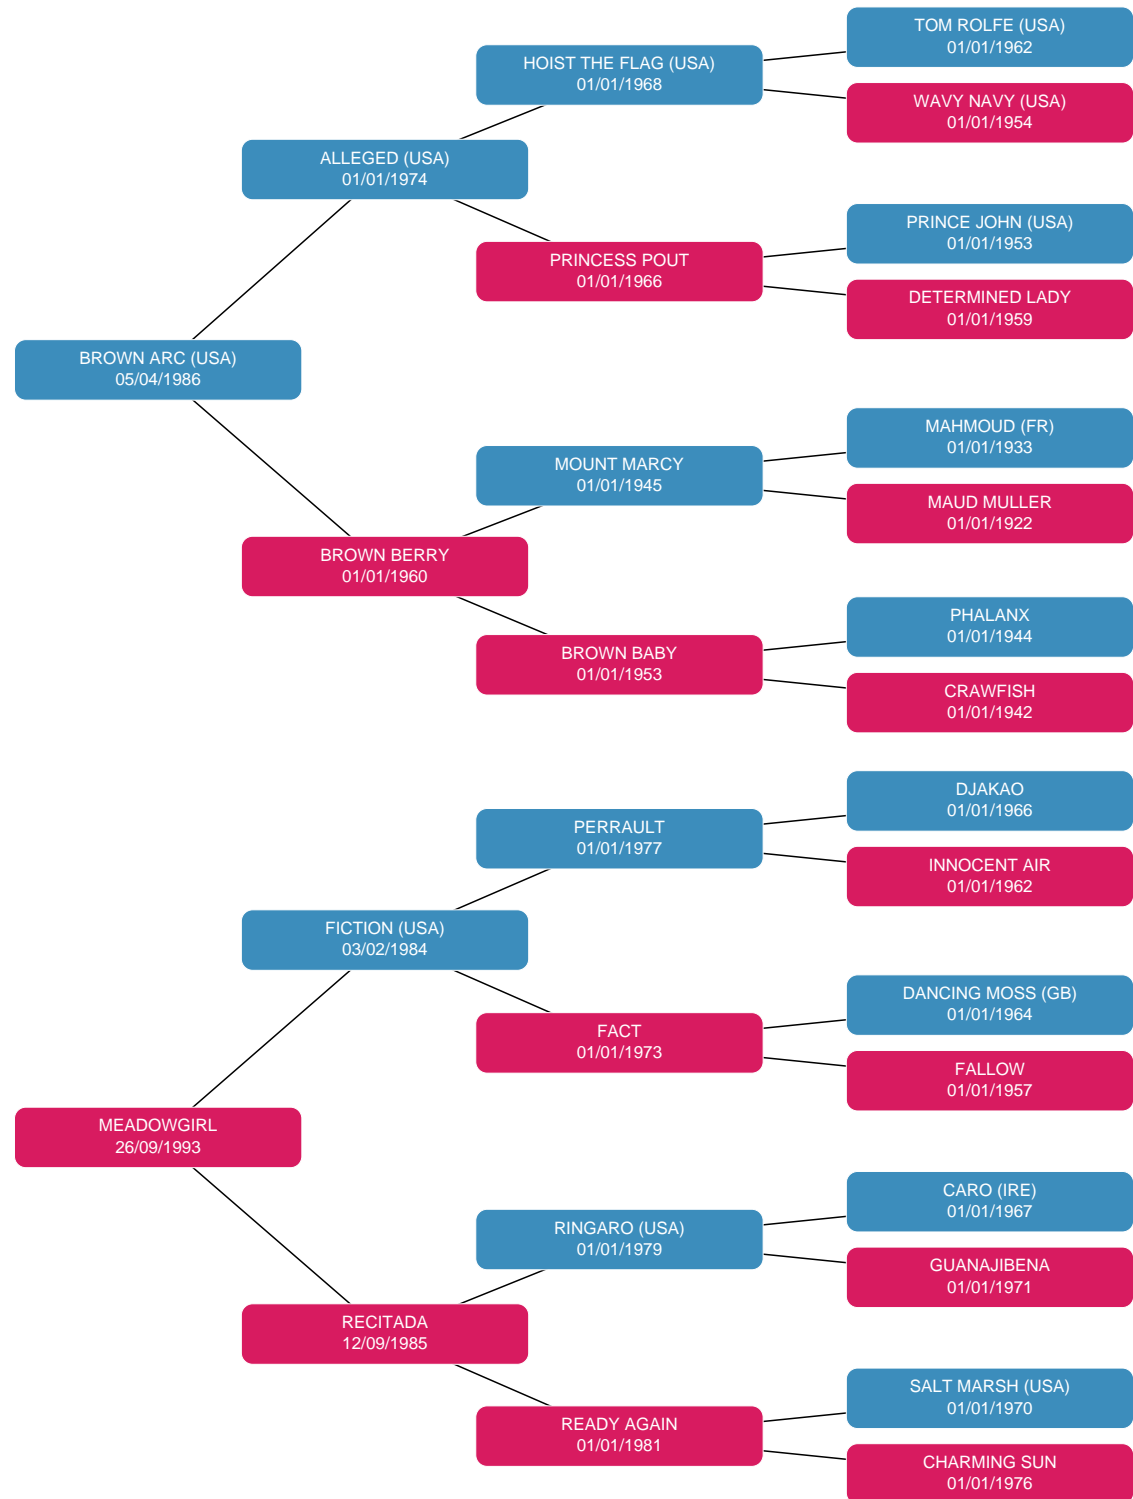 TOM ROLFE (USA)
01/01/1962
HOIST THE FLAG (USA)
01/01/1968
WAVY NAVY (USA)
01/01/1954
ALLEGED (USA)
01/01/1974
PRINCE JOHN (USA)
01/01/1953
PRINCESS POUT
01/01/1966
DETERMINED LADY
01/01/1959
BROWN ARC (USA)
05/04/1986
MAHMOUD (FR)
01/01/1933
MOUNT MARCY
01/01/1945
MAUD MULLER
01/01/1922
BROWN BERRY
01/01/1960
PHALANX
01/01/1944
BROWN BABY
01/01/1953
CRAWFISH
01/01/1942
DJAKAO
01/01/1966
PERRAULT
01/01/1977
INNOCENT AIR
01/01/1962
FICTION (USA)
03/02/1984
DANCING MOSS (GB)
01/01/1964
FACT
01/01/1973
FALLOW
01/01/1957
MEADOWGIRL
26/09/1993
CARO (IRE)
01/01/1967
RINGARO (USA)
01/01/1979
GUANAJIBENA
01/01/1971
RECITADA
12/09/1985
SALT MARSH (USA)
01/01/1970
READY AGAIN
01/01/1981
CHARMING SUN
01/01/1976